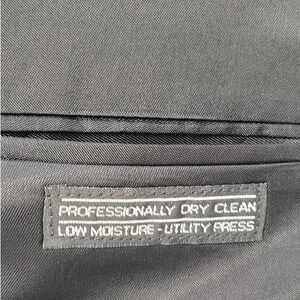 PROFESSIONALLY DRY CLEAN
LOW MOISTURE - UTILITY PRESS